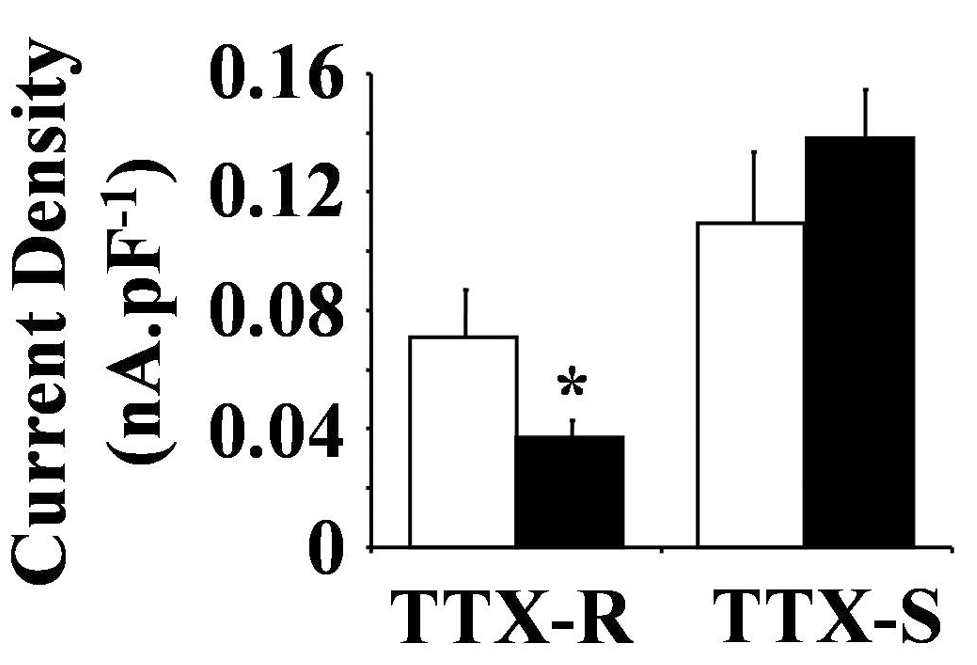 Current Density
(nA.pF⁻¹)
0.16
0.12
0.08
0.04
0
*
TTX-R
TTX-S